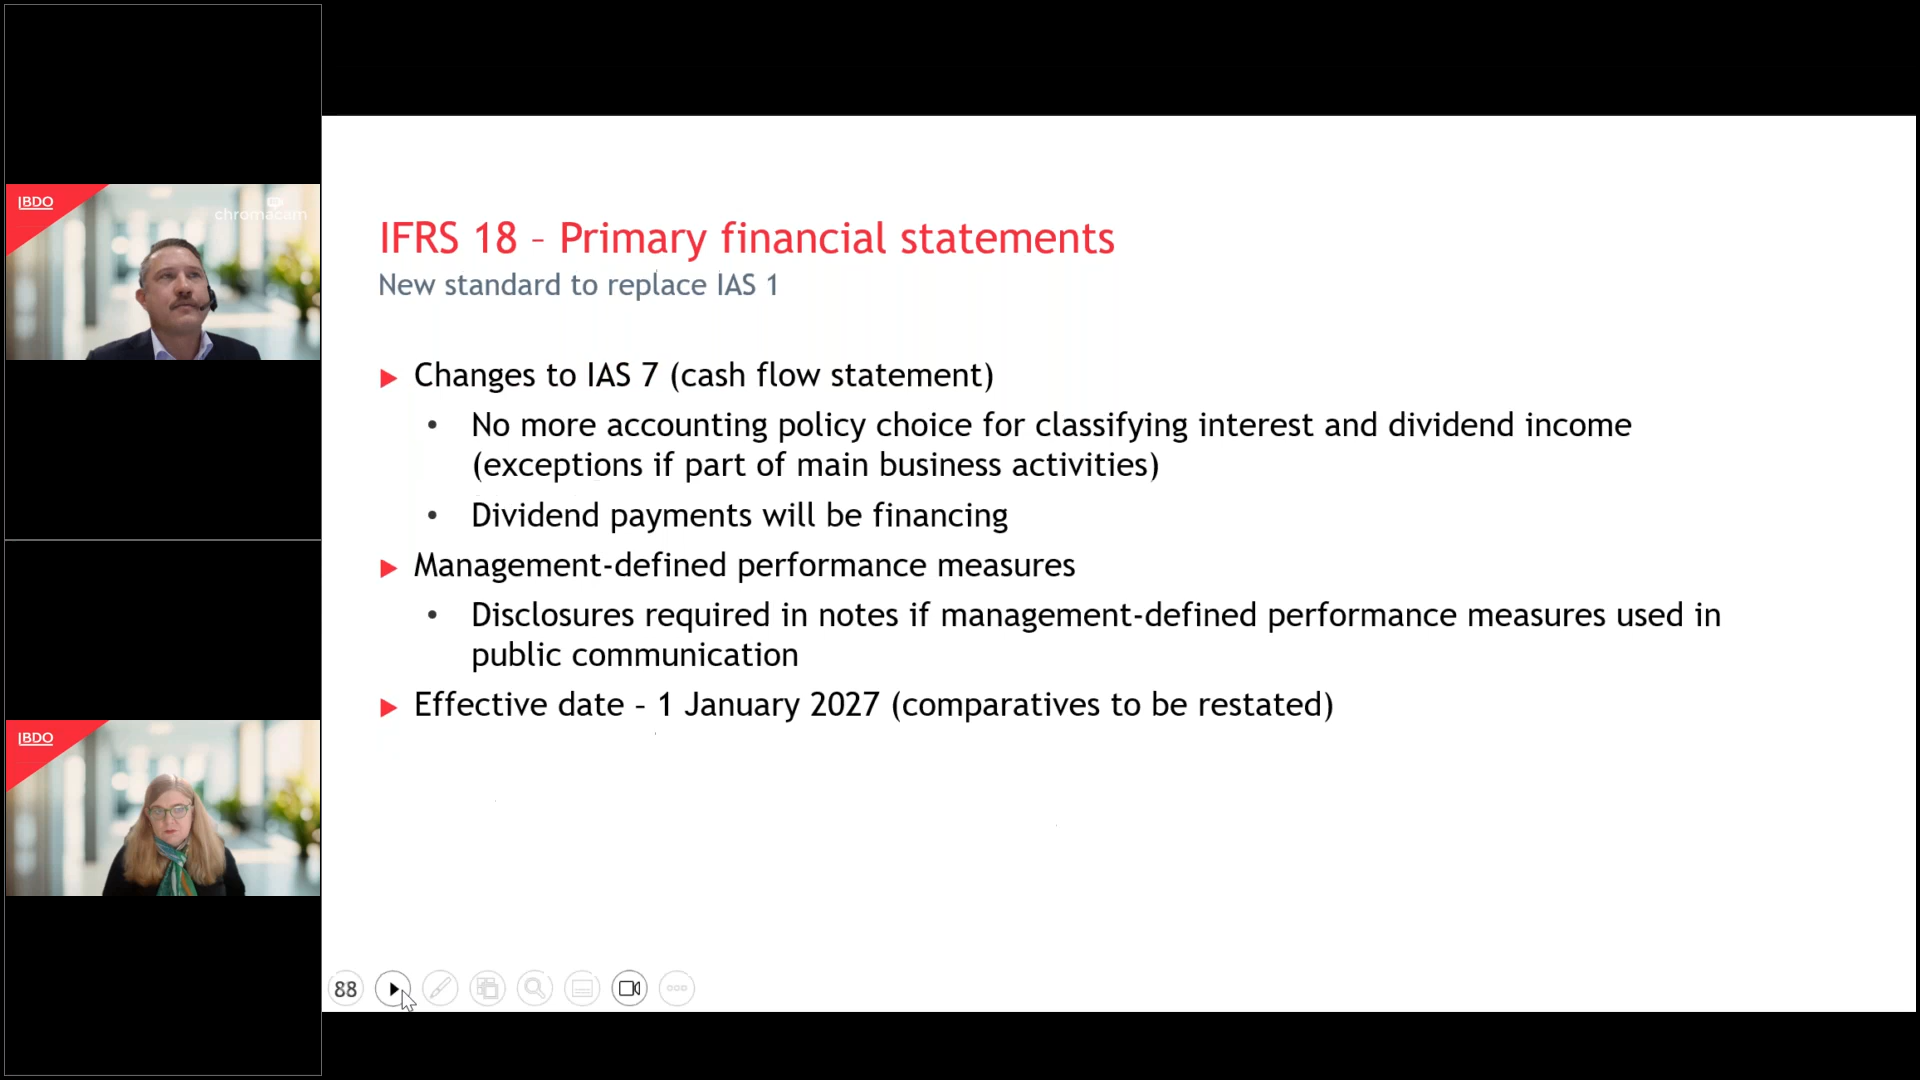 BDO
chromacam
BDO
IFRS 18 – Primary financial statements
New standard to replace IAS 1
Changes to IAS 7 (cash flow statement)
• No more accounting policy choice for classifying interest and dividend income
(exceptions if part of main business activities)
• Dividend payments will be financing
Management-defined performance measures
• Disclosures required in notes if management-defined performance measures used in
public communication
Effective date – 1 January 2027 (comparatives to be restated)
88